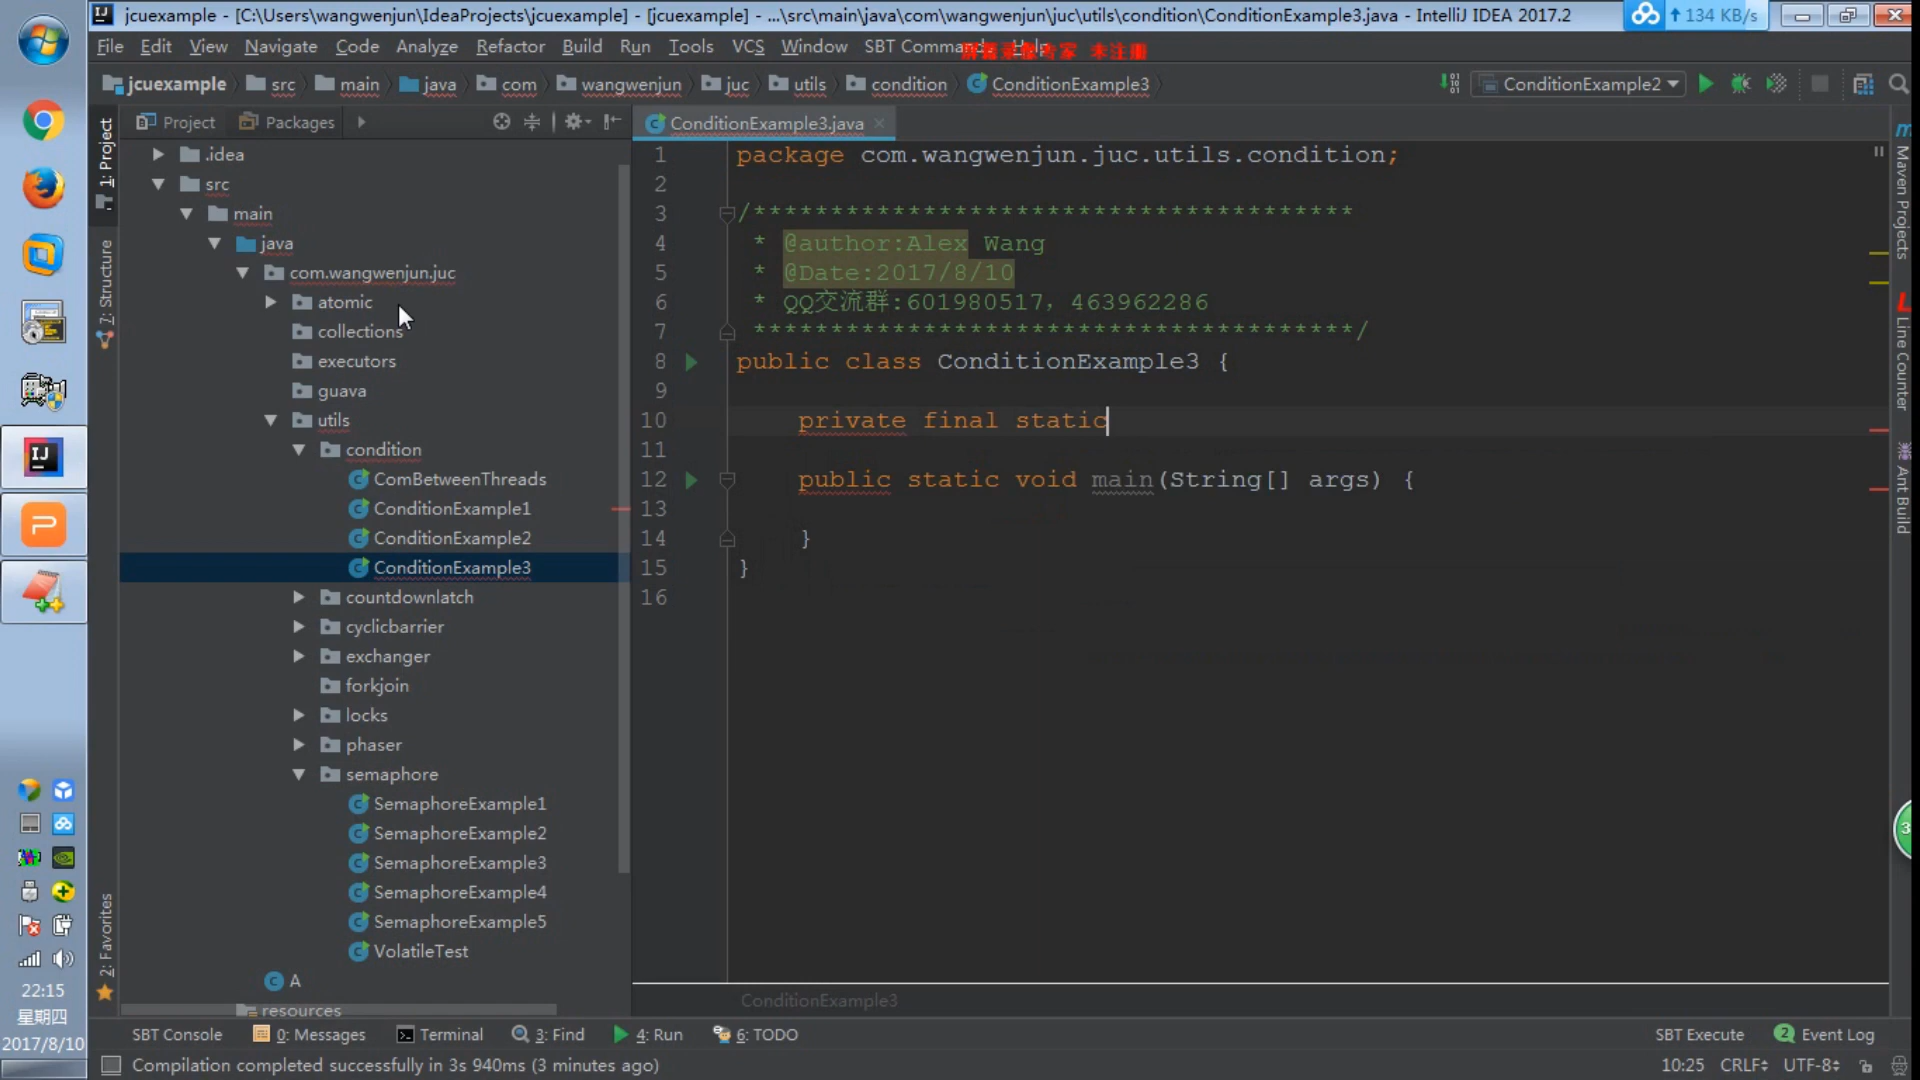 jcuexample - [C:\Users\wangwenjun\IdeaProjects\jcuexample] - [jcuexample] - ...\src\main\java\com\wangwenjun\juc\utils\condition\ConditionExample3.java - IntelliJ IDEA 2017.2
134 KB/s
File Edit View Navigate Code Analyze Refactor Build Run Tools VCS Window SBT Command Help
未注册
jcuexample src main java com wangwenjun juc utils condition ConditionExample3
ConditionExample2
Project Packages
ConditionExample3.java
1: Project
7: Structure
2: Favorites
.idea
src
main
java
com.wangwenjun.juc
atomic
collections
executors
guava
utils
condition
ComBetweenThreads
ConditionExample1
ConditionExample2
ConditionExample3
countdownlatch
cyclicbarrier
exchanger
forkjoin
locks
phaser
semaphore
SemaphoreExample1
SemaphoreExample2
SemaphoreExample3
SemaphoreExample4
SemaphoreExample5
VolatileTest
A
resources
1 package com.wangwenjun.juc.utils.condition;
2
3 /***************************************
4 * @author:Alex Wang
5 * @Date:2017/8/10
6 * QQ交流群:601980517，463962286
7 ***************************************/
8 public class ConditionExample3 {
9
10 private final static
11
12 public static void main(String[] args) {
13
14 }
15 }
16
ConditionExample3
Maven Projects
Line Counter
Ant Build
SBT Console 0: Messages Terminal 3: Find 4: Run 6: TODO
SBT Execute 2 Event Log
Compilation completed successfully in 3s 940ms (3 minutes ago)
10:25 CRLF UTF-8
22:15
星期四
2017/8/10